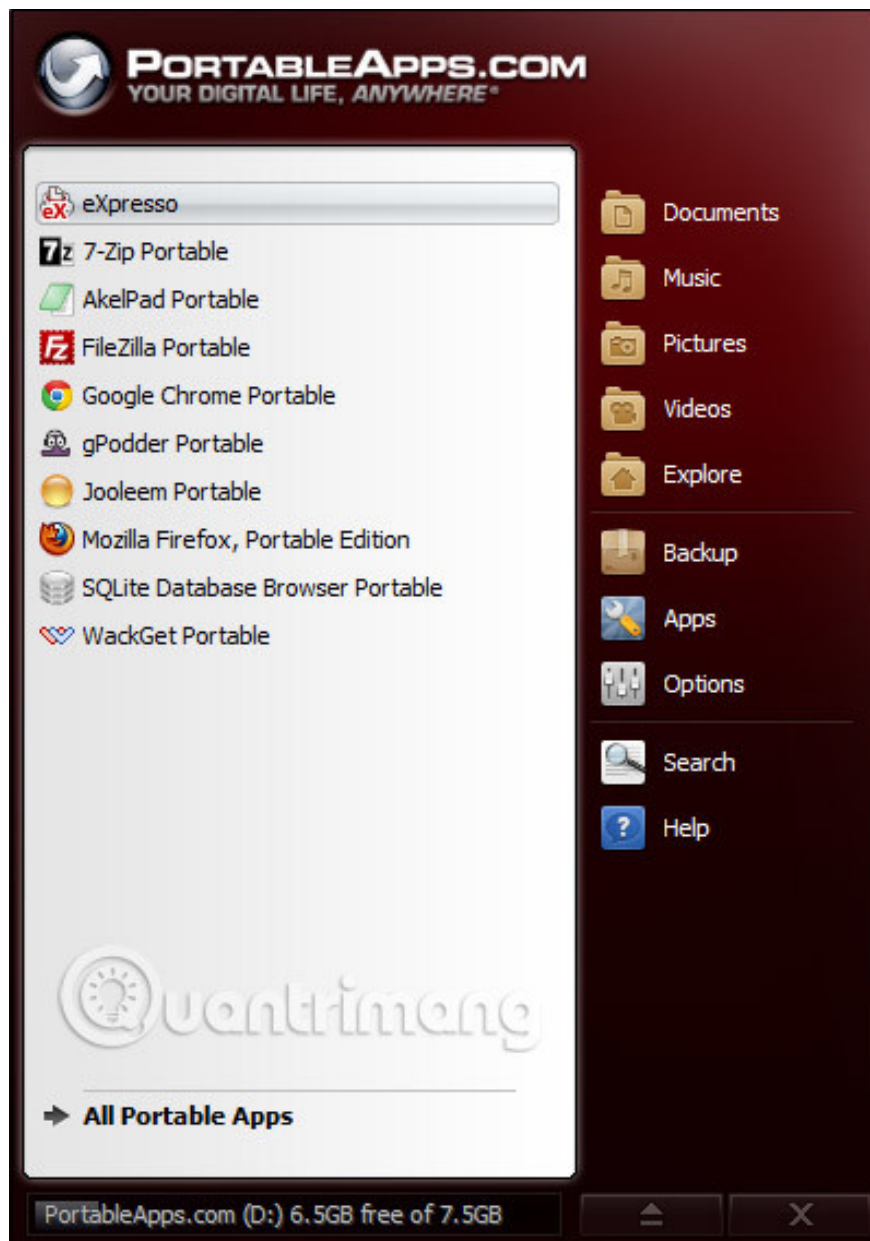 PORTABLEAPPS.COM
YOUR DIGITAL LIFE, ANYWHERE®
eXpresso
7-Zip Portable
AkelPad Portable
FileZilla Portable
Google Chrome Portable
gPodder Portable
Jooleem Portable
Mozilla Firefox, Portable Edition
SQLite Database Browser Portable
WackGet Portable
Quantrimang
All Portable Apps
PortableApps.com (D:) 6.5GB free of 7.5GB
Documents
Music
Pictures
Videos
Explore
Backup
Apps
Options
Search
Help